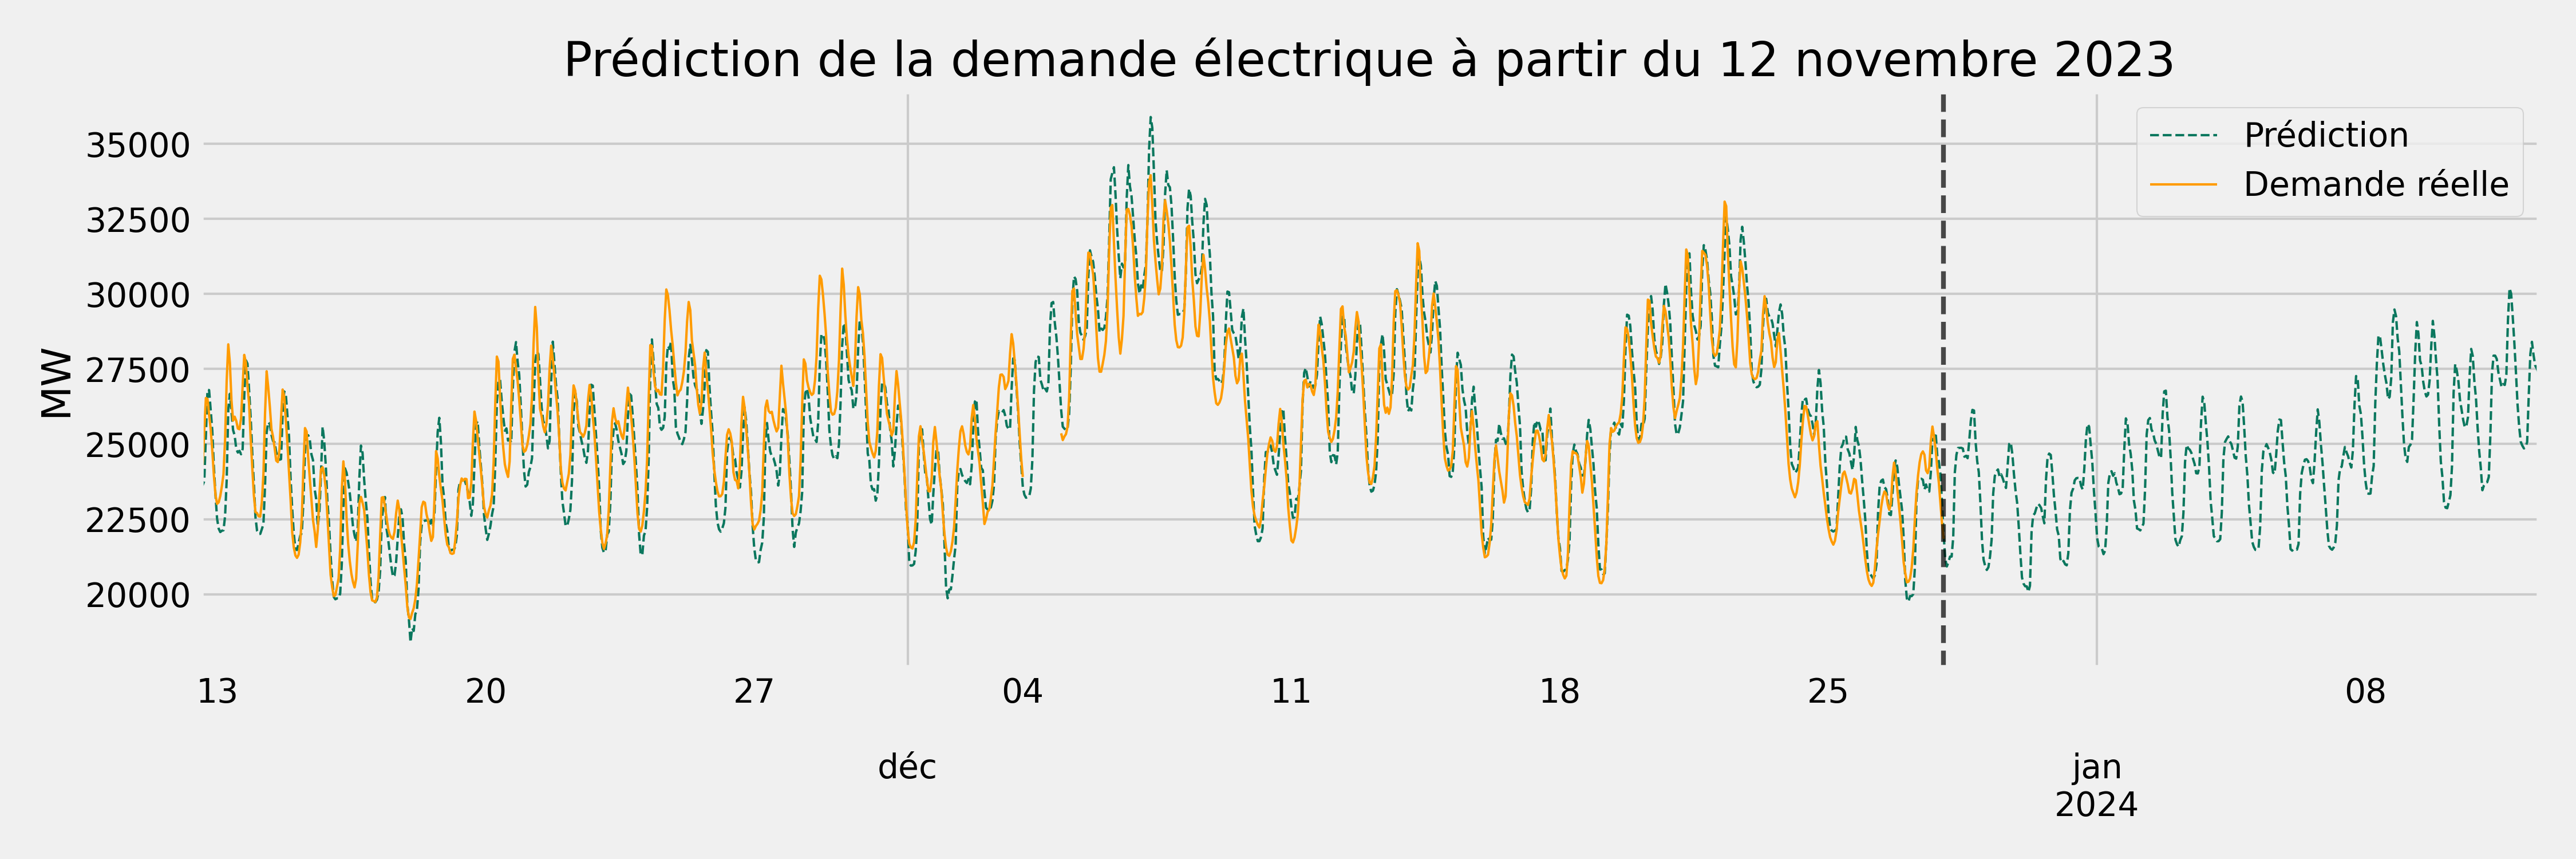 Prédiction de la demande électrique à partir du 12 novembre 2023
Prédiction
Demande réelle
MW
35000
32500
30000
27500
25000
22500
20000
13 20 27 04 11 18 25 08
déc jan
2024